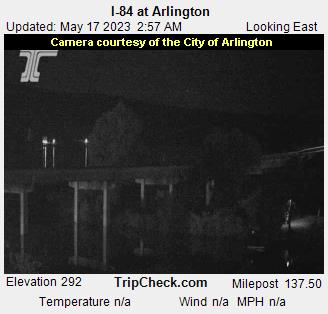 I-84 at Arlington
Updated: May 17 2023 2:57 AM Looking East
Camera courtesy of the City of Arlington
Elevation 292 TripCheck.com Milepost 137.50
Temperature n/a Wind n/a MPH n/a